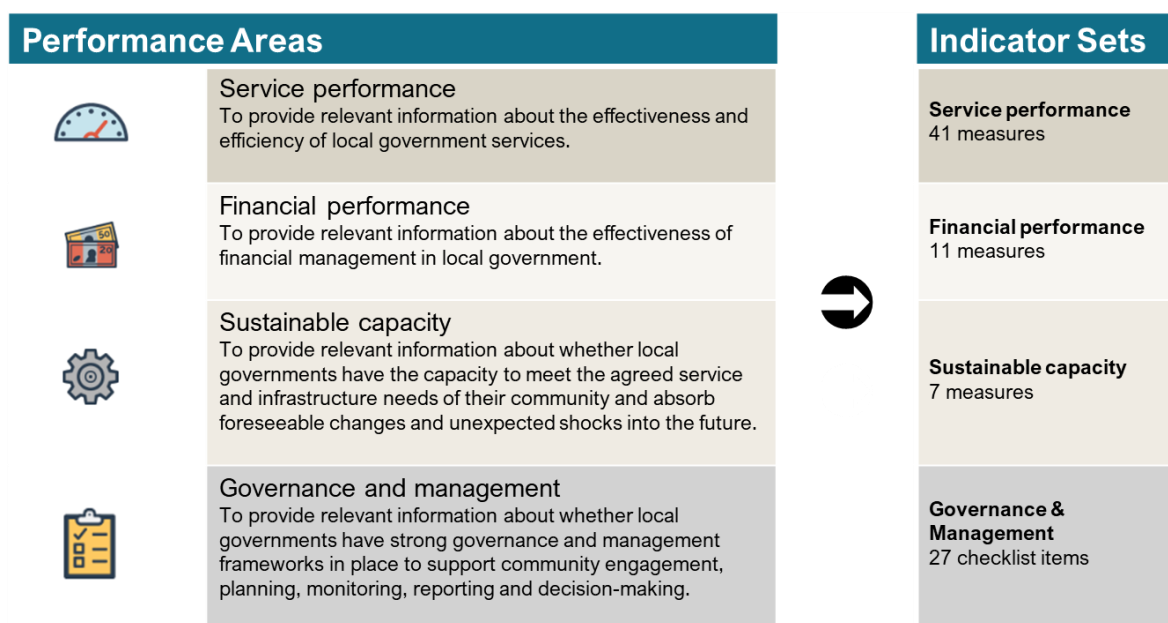 Performance Areas
Indicator Sets
Service performance
To provide relevant information about the effectiveness and
efficiency of local government services.
Service performance
41 measures
50
20
Financial performance
To provide relevant information about the effectiveness of
financial management in local government.
Financial performance
11 measures
Sustainable capacity
To provide relevant information about whether local
governments have the capacity to meet the agreed service
and infrastructure needs of their community and absorb
foreseeable changes and unexpected shocks into the future.
Sustainable capacity
7 measures
Governance and management
To provide relevant information about whether local
governments have strong governance and management
frameworks in place to support community engagement,
planning, monitoring, reporting and decision-making.
Governance &
Management
27 checklist items